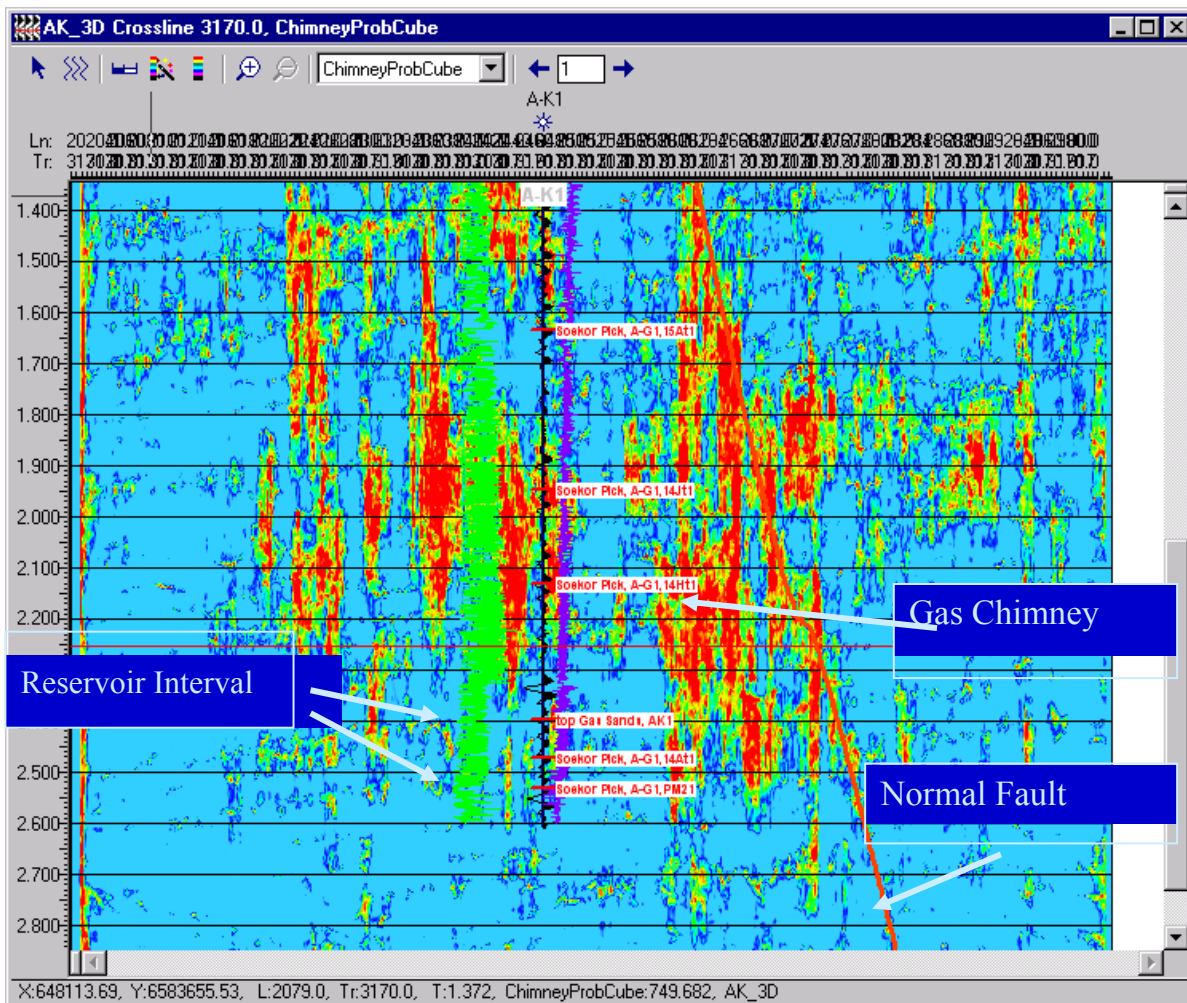 AK_3D Crossline 3170.0, ChimneyProbCube
ChimneyProbCube
1
A-K1
Ln:
Tr:
A-K1
1.400
1.500
1.600
Soekor Pick, A-G1,15At1
1.700
1.800
1.900
Soekor Pick, A-G1,14Jt1
2.000
2.100
Soekor Pick, A-G1,14Ht1
Gas Chimney
2.200
Reservoir Interval
top Gas Sands, AK1
Soekor Pick, A-G1,14At1
2.500
Soekor Pick, A-G1,PM21
Normal Fault
2.600
2.700
2.800
X:648113.69, Y:6583655.53, L:2079.0, Tr:3170.0, T:1.372, ChimneyProbCube:749.682, AK_3D